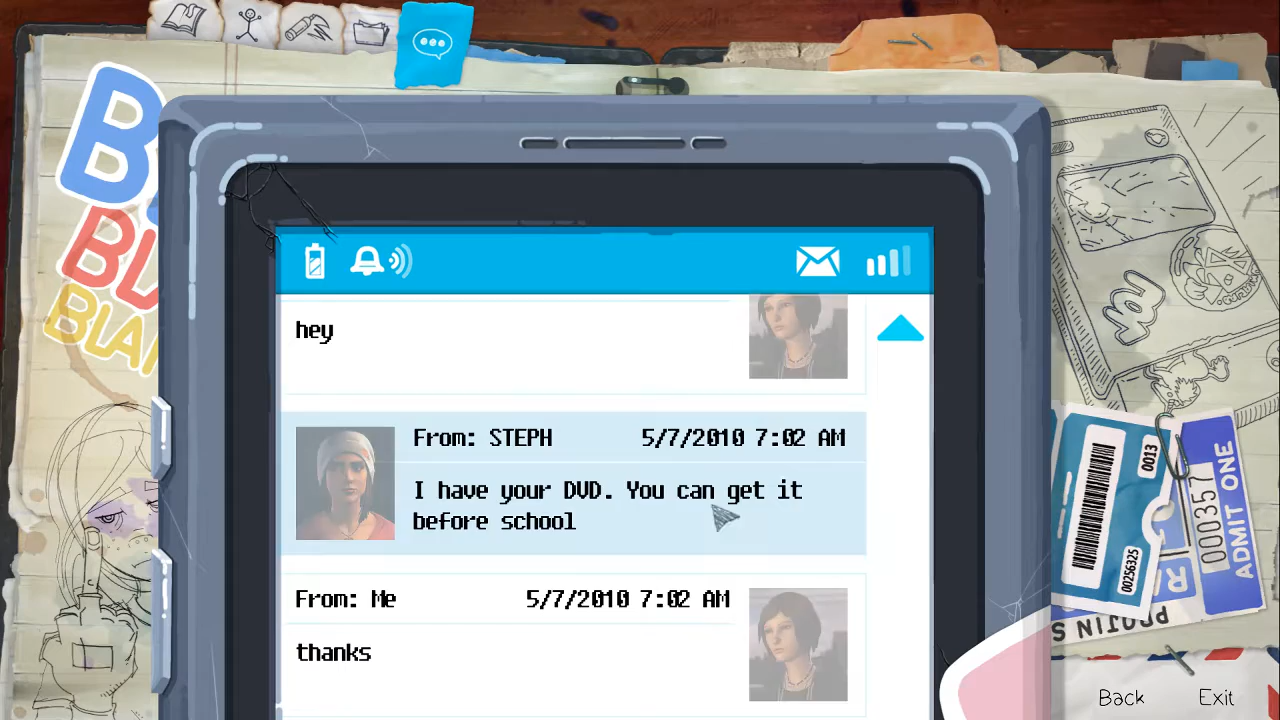 hey
From: STEPH 5/7/2010 7:02 AM
I have your DVD. You can get it
before school
From: Me 5/7/2010 7:02 AM
thanks
0013
00256325
000357
ADMIT ONE
Back
Exit